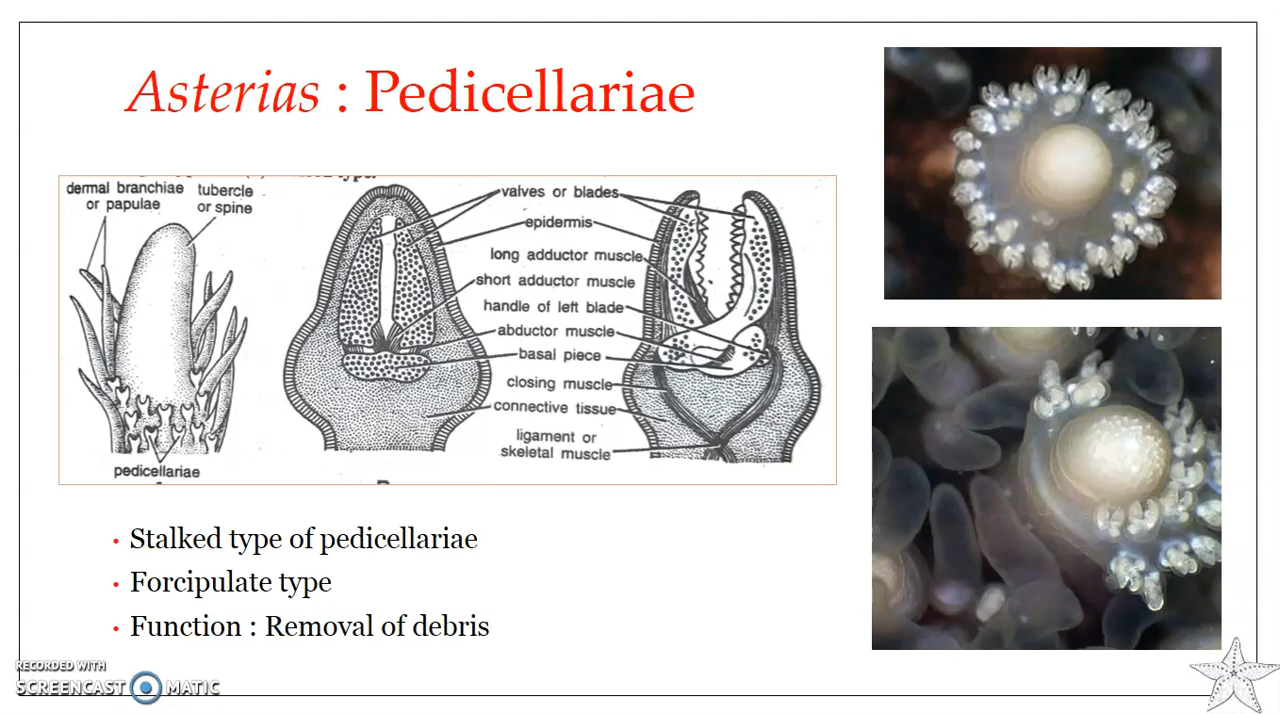 Asterias : Pedicellariae
dermal branchiae
or papulae
tubercle
or spine
pedicellariae
valves or blades
epidermis
long adductor muscle
short adductor muscle
handle of left blade
abductor muscle
basal piece
closing muscle
connective tissue
ligament or
skeletal muscle
• Stalked type of pedicellariae
• Forcipulate type
• Function : Removal of debris
RECORDED WITH
SCREENCAST MATIC